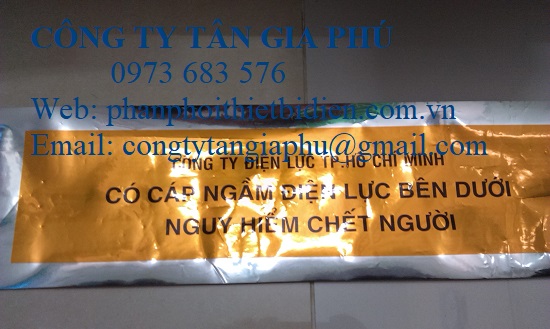 CÔNG TY TÂN GIA PHÚ
0973 683 576
Web: phanphoithietbidien.com.vn
Email: congtytangiaphu@gmail.com
CÔNG TY ĐIỆN LỰC TP-HỒ CHÍ MINH
CÓ CÁP NGẦM ĐIỆN LỰC BÊN DƯỚI
NGUY HIỂM CHẾT NGƯỜI